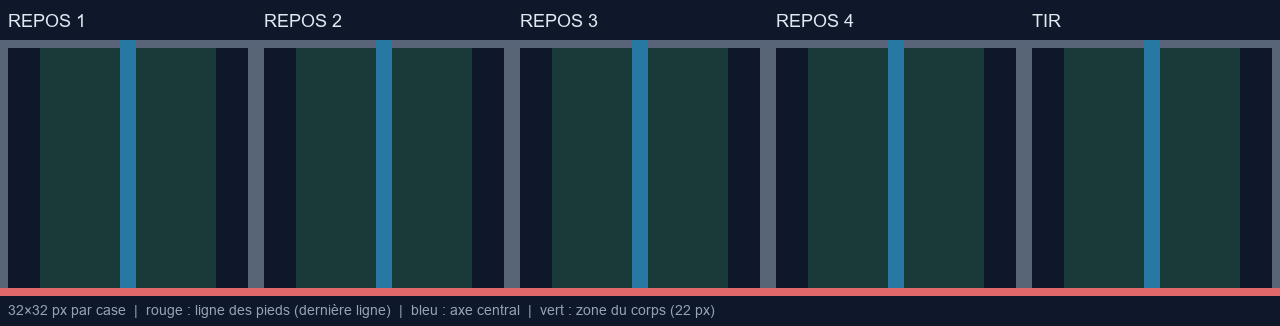 REPOS 1 REPOS 2 REPOS 3 REPOS 4 TIR
32×32 px par case | rouge : ligne des pieds (dernière ligne) | bleu : axe central | vert : zone du corps (22 px)